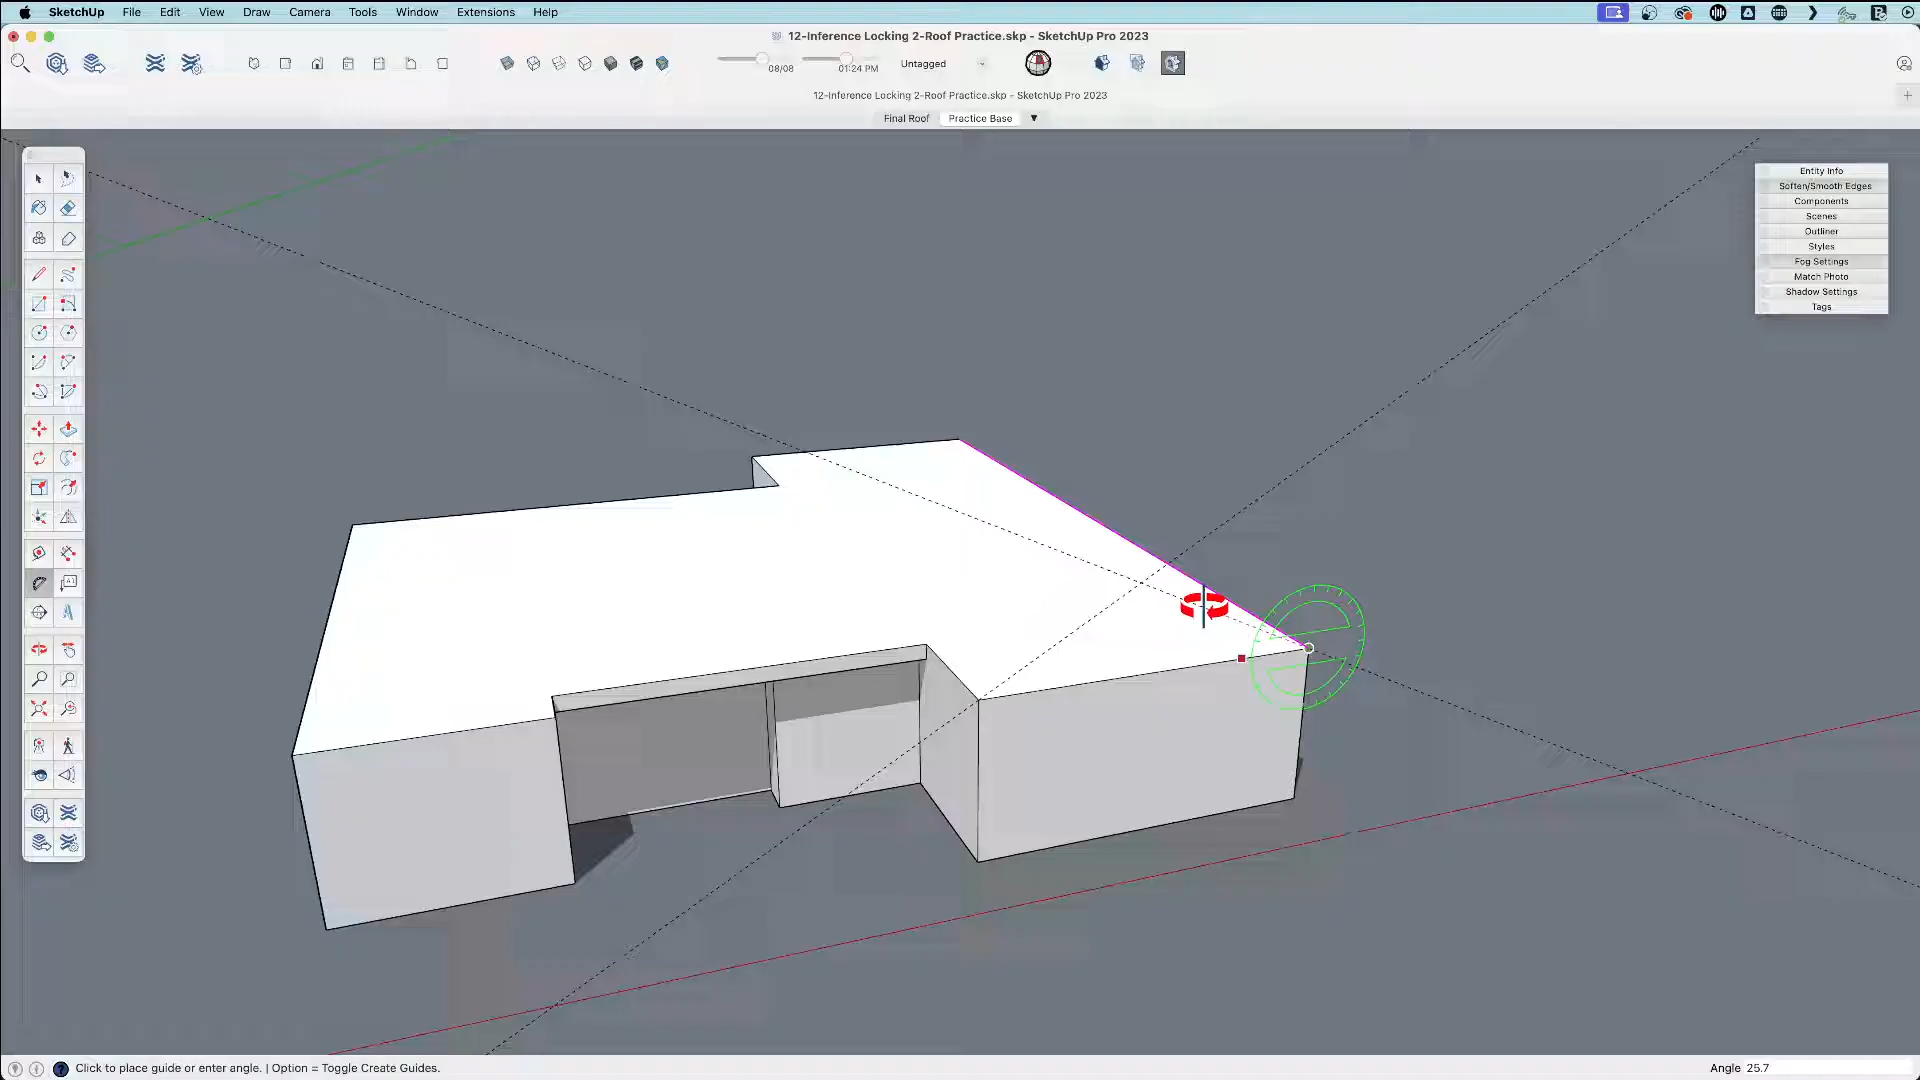 SketchUp File Edit View Draw Camera Tools Window Extensions Help
12-Inference Locking 2-Roof Practice.skp - SketchUp Pro 2023
08/08 01:24 PM Untagged
12-Inference Locking 2-Roof Practice.skp - SketchUp Pro 2023
Final Roof Practice Base
Entity Info
Soften/Smooth Edges
Components
Scenes
Outliner
Styles
Fog Settings
Match Photo
Shadow Settings
Tags
Click to place guide or enter angle. | Option = Toggle Create Guides.
Angle 25.7